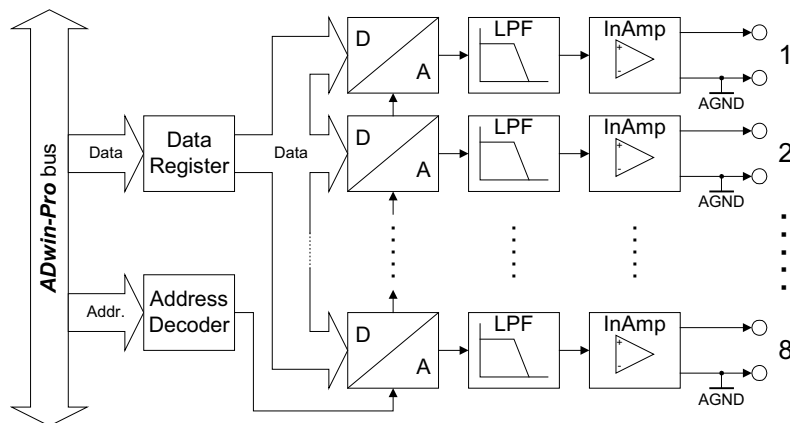 ADwin-Pro bus
Data
Data
Register
Data
Addr.
Address
Decoder
D
A
LPF
InAmp
+
-
AGND
1
D
A
LPF
InAmp
+
-
AGND
2
D
A
LPF
InAmp
+
-
AGND
8